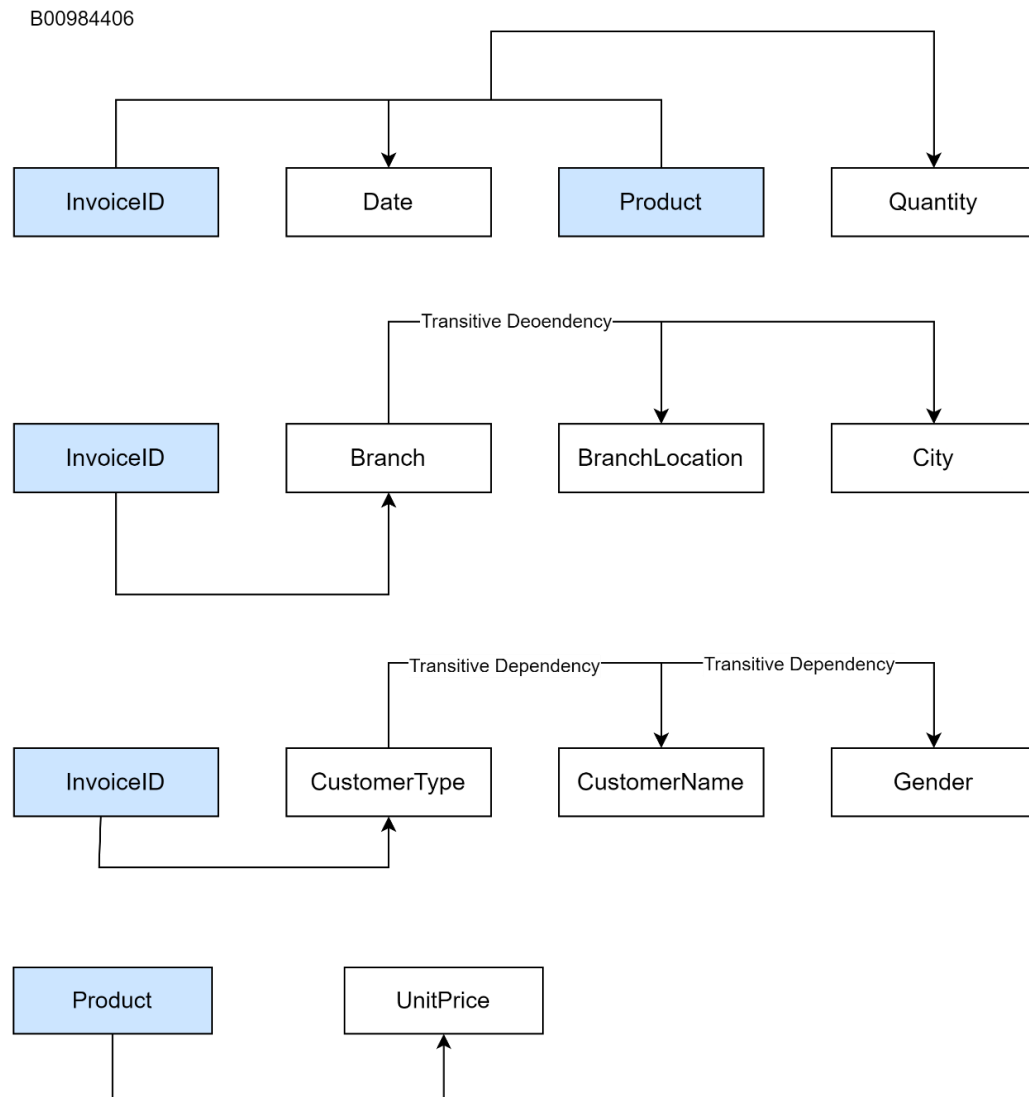 B00984406
InvoiceID
Date
Product
Quantity
Transitive Deoendency
InvoiceID
Branch
BranchLocation
City
Transitive Dependency
Transitive Dependency
InvoiceID
CustomerType
CustomerName
Gender
Product
UnitPrice